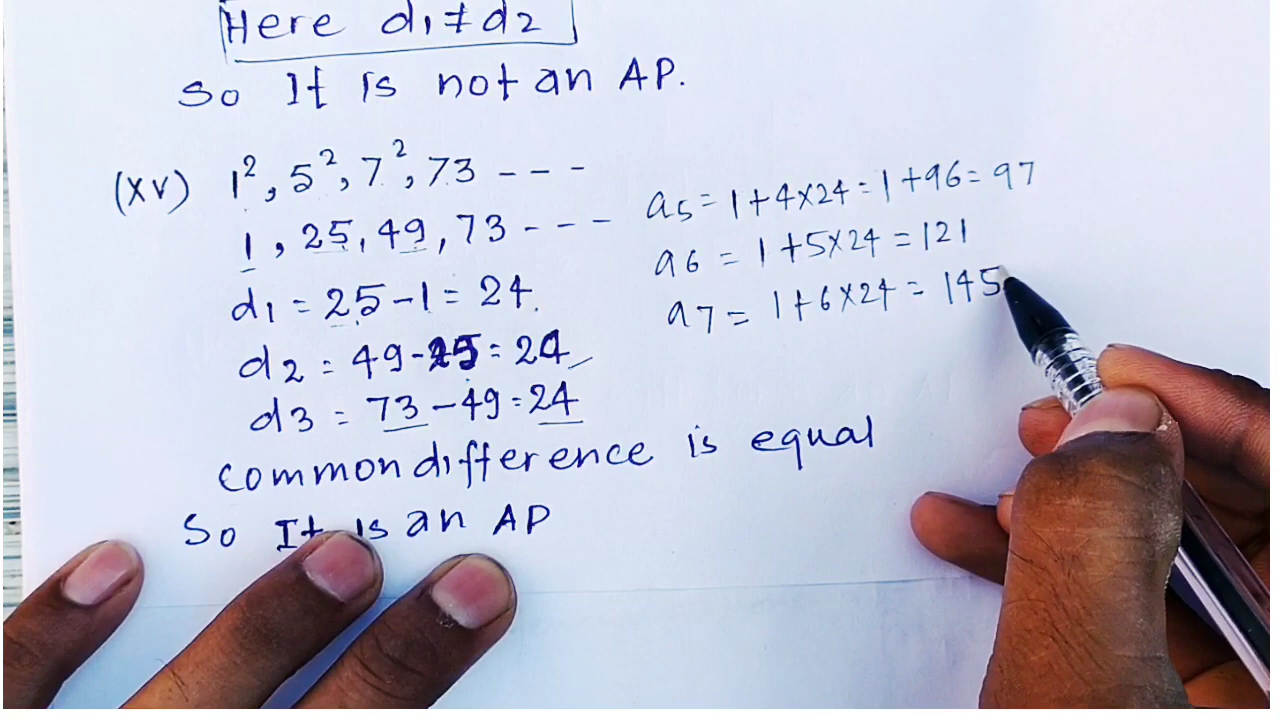 Here d₁≠d₂
So It is not an AP.
(xv) 1², 5², 7², 73 - - -
1, 25, 49, 73 - - -
d₁ = 25-1 = 24.
d₂ = 49-25 = 24
d3 = 73-49 = 24
common difference is equal
So It is an AP
a₅ = 1+4×24 = 1+96 = 97
a₆ = 1+5×24 = 121
a₇ = 1+6×24 = 145